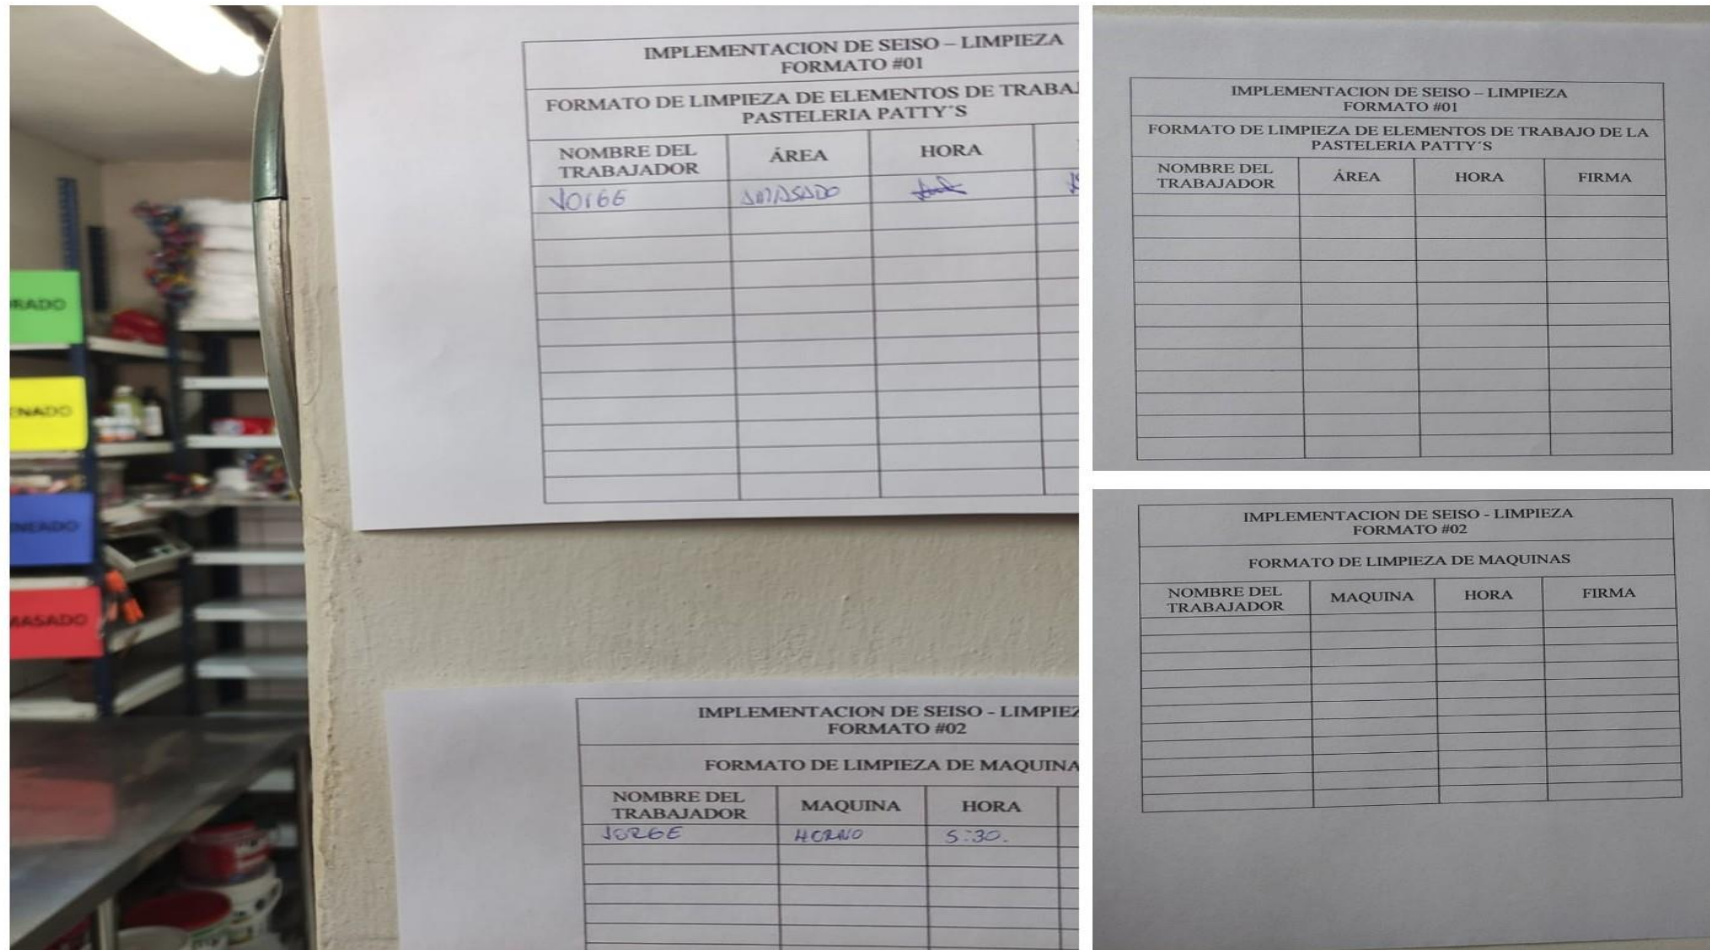 RADO
NADO
NEADO
MASADO
IMPLEMENTACION DE SEISO – LIMPIEZA
FORMATO #01
FORMATO DE LIMPIEZA DE ELEMENTOS DE TRABAJ
PASTELERIA PATTY´S
NOMBRE DEL TRABAJADOR ÁREA HORA
JORGE AMASADO
IMPLEMENTACION DE SEISO - LIMPIEZ
FORMATO #02
FORMATO DE LIMPIEZA DE MAQUINA
NOMBRE DEL TRABAJADOR MAQUINA HORA
JORGE HORNO 5:30.
IMPLEMENTACION DE SEISO – LIMPIEZA
FORMATO #01
FORMATO DE LIMPIEZA DE ELEMENTOS DE TRABAJO DE LA
PASTELERIA PATTY´S
NOMBRE DEL TRABAJADOR ÁREA HORA FIRMA
IMPLEMENTACION DE SEISO - LIMPIEZA
FORMATO #02
FORMATO DE LIMPIEZA DE MAQUINAS
NOMBRE DEL TRABAJADOR MAQUINA HORA FIRMA